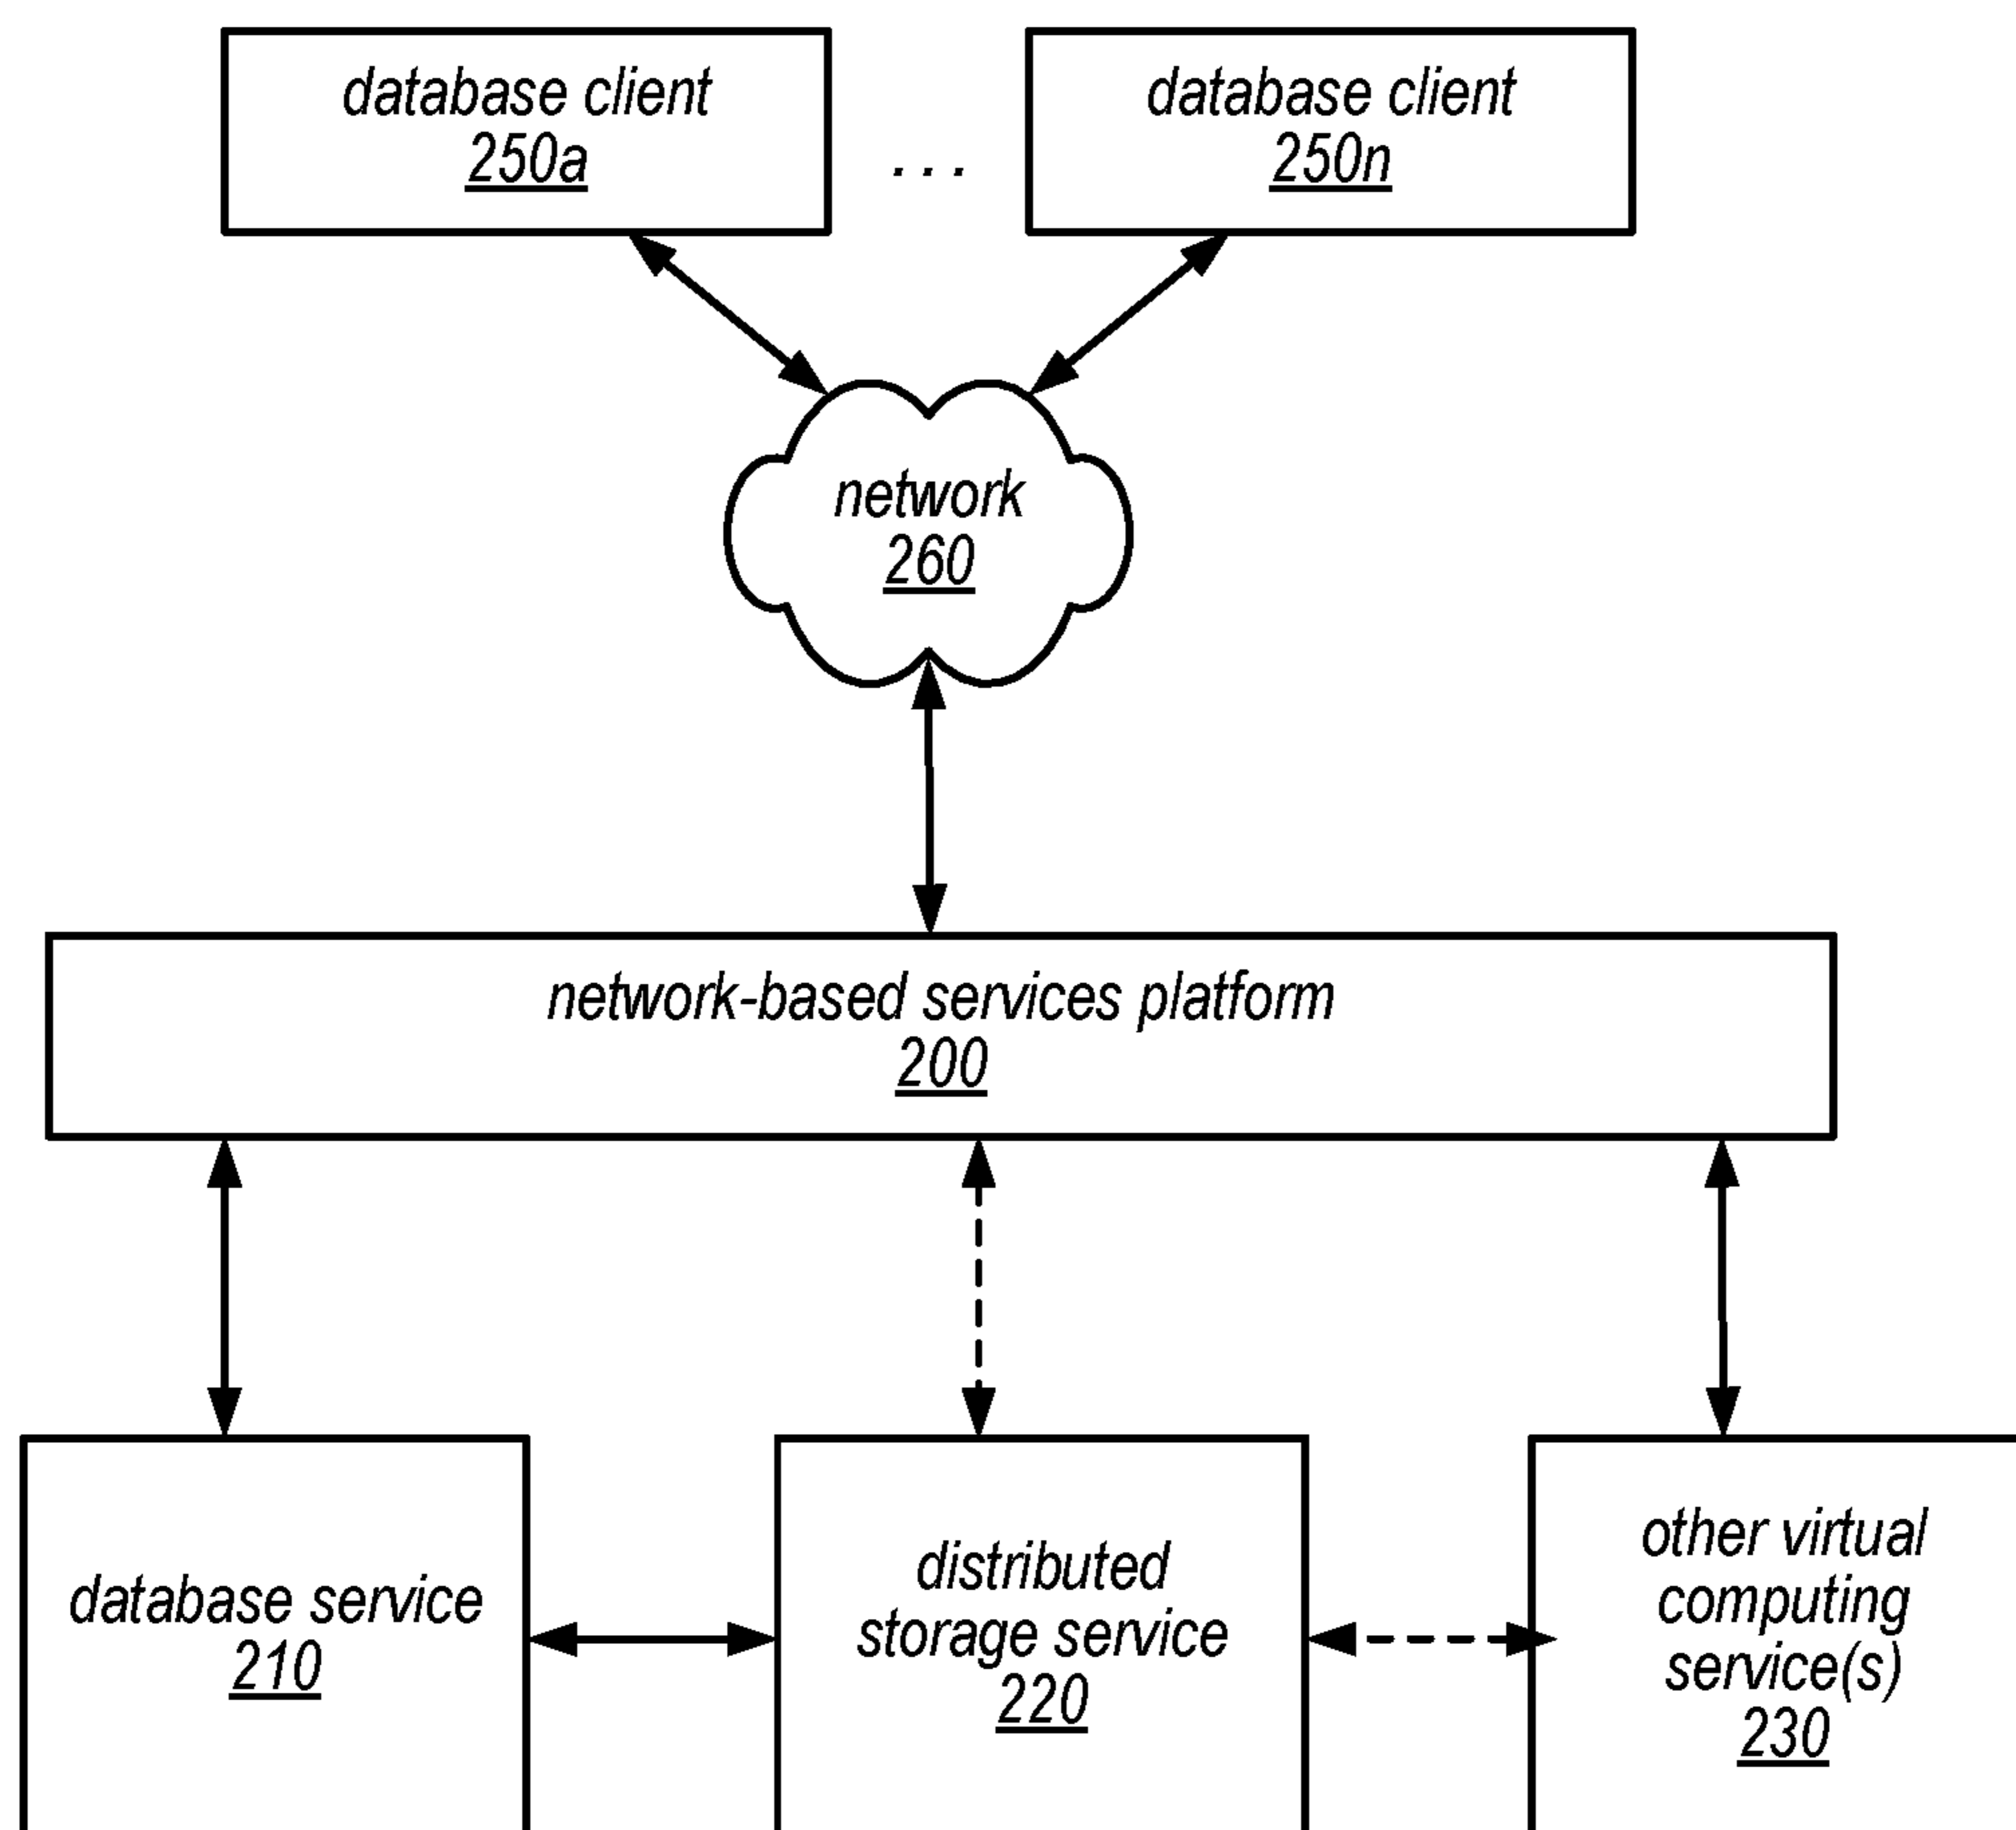 database client
250a
. . .
database client
250n
network
260
network-based services platform
200
database service
210
distributed
storage service
220
other virtual
computing
service(s)
230